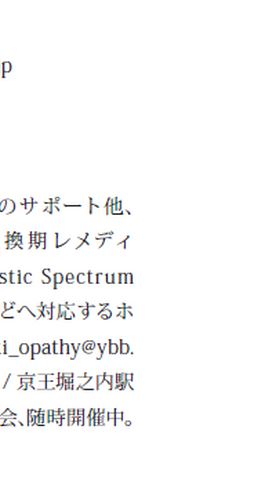 p
のサポート他、
換期レメディ
stic Spectrum
どへ対応するホ
i_opathy@ybb.
/ 京王堀之内駅
会、随時開催中。